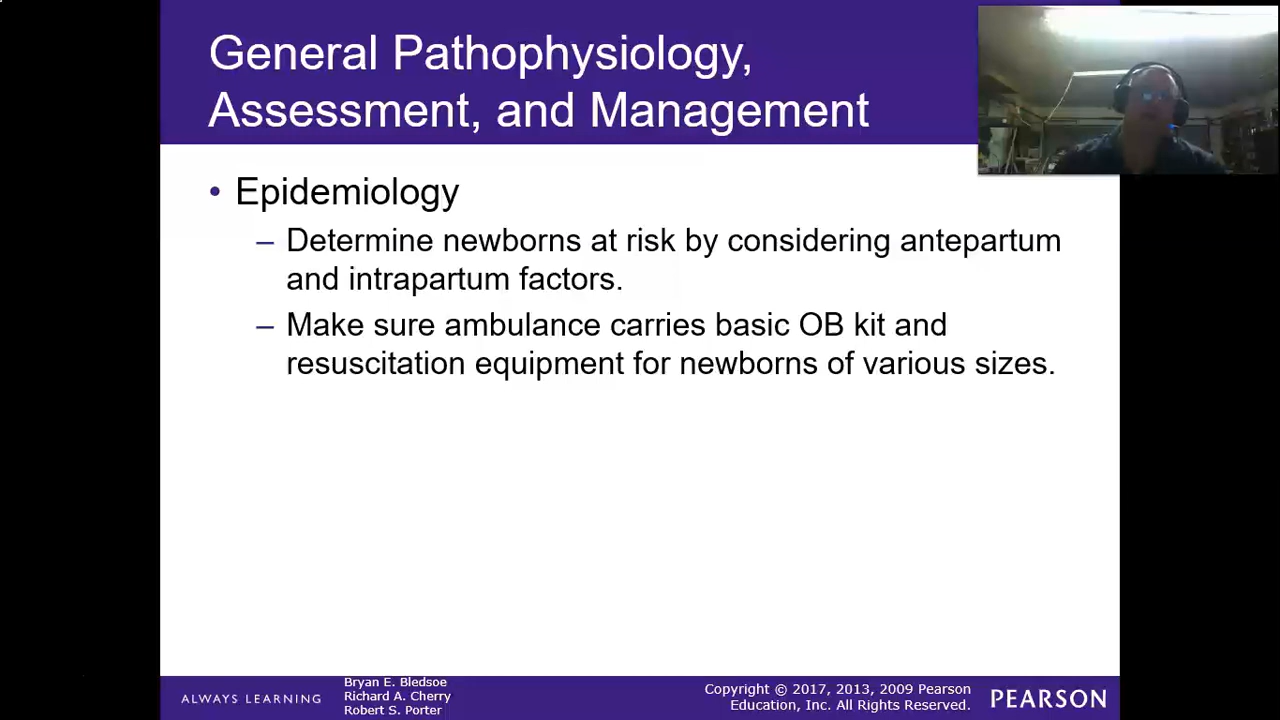 General Pathophysiology,
Assessment, and Management
• Epidemiology
– Determine newborns at risk by considering antepartum
and intrapartum factors.
– Make sure ambulance carries basic OB kit and
resuscitation equipment for newborns of various sizes.
ALWAYS LEARNING
Bryan E. Bledsoe
Richard A. Cherry
Robert S. Porter
Copyright © 2017, 2013, 2009 Pearson
Education, Inc. All Rights Reserved.
PEARSON